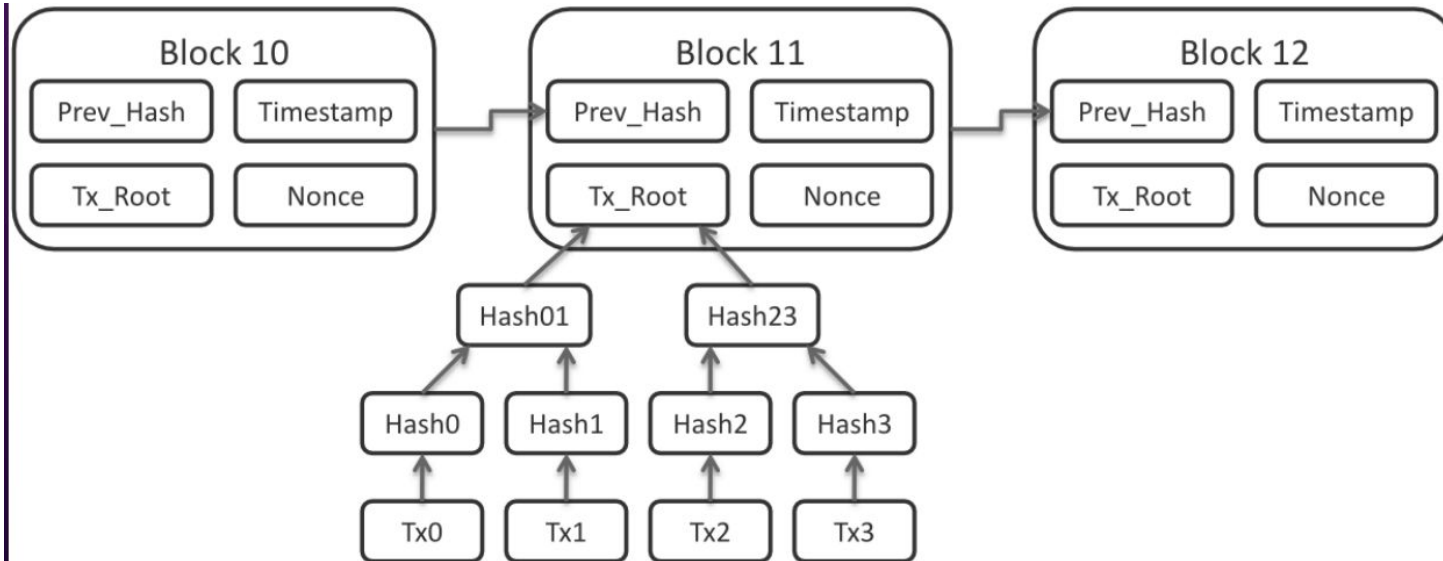 Block 10
Block 11
Block 12
Prev_Hash
Timestamp
Prev_Hash
Timestamp
Prev_Hash
Timestamp
Tx_Root
Nonce
Tx_Root
Nonce
Tx_Root
Nonce
Hash01
Hash23
Hash0
Hash1
Hash2
Hash3
Tx0
Tx1
Tx2
Tx3